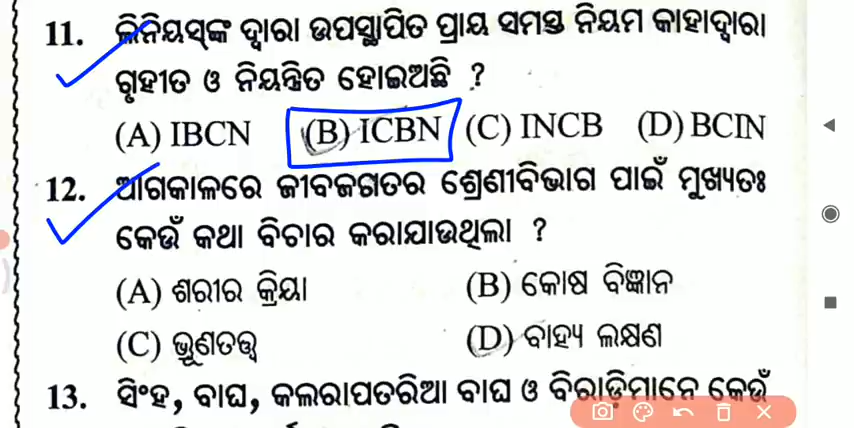 11. ଲିନିୟସ୍‌ଙ୍କ ଦ୍ୱାରା ଉପସ୍ଥାପିତ ପ୍ରାୟ ସମସ୍ତ ନିୟମ କାହାଦ୍ୱାରା
ଗୃହୀତ ଓ ନିୟନ୍ତ୍ରିତ ହୋଇଅଛି ?
(A) IBCN (B) ICBN (C) INCB (D) BCIN
12. ଆଗକାଳରେ ଜୀବଜଗତର ଶ୍ରେଣୀବିଭାଗ ପାଇଁ ମୁଖ୍ୟତଃ
କେଉଁ କଥା ବିଚାର କରାଯାଉଥିଲା ?
(A) ଶରୀର କ୍ରିୟା (B) କୋଷ ବିଜ୍ଞାନ
(C) ଭ୍ରୂଣତତ୍ତ୍ୱ (D) ବାହ୍ୟ ଲକ୍ଷଣ
13. ସିଂହ, ବାଘ, କଲରାପତରିଆ ବାଘ ଓ ବିରାଡ଼ିମାନେ କେଉଁ